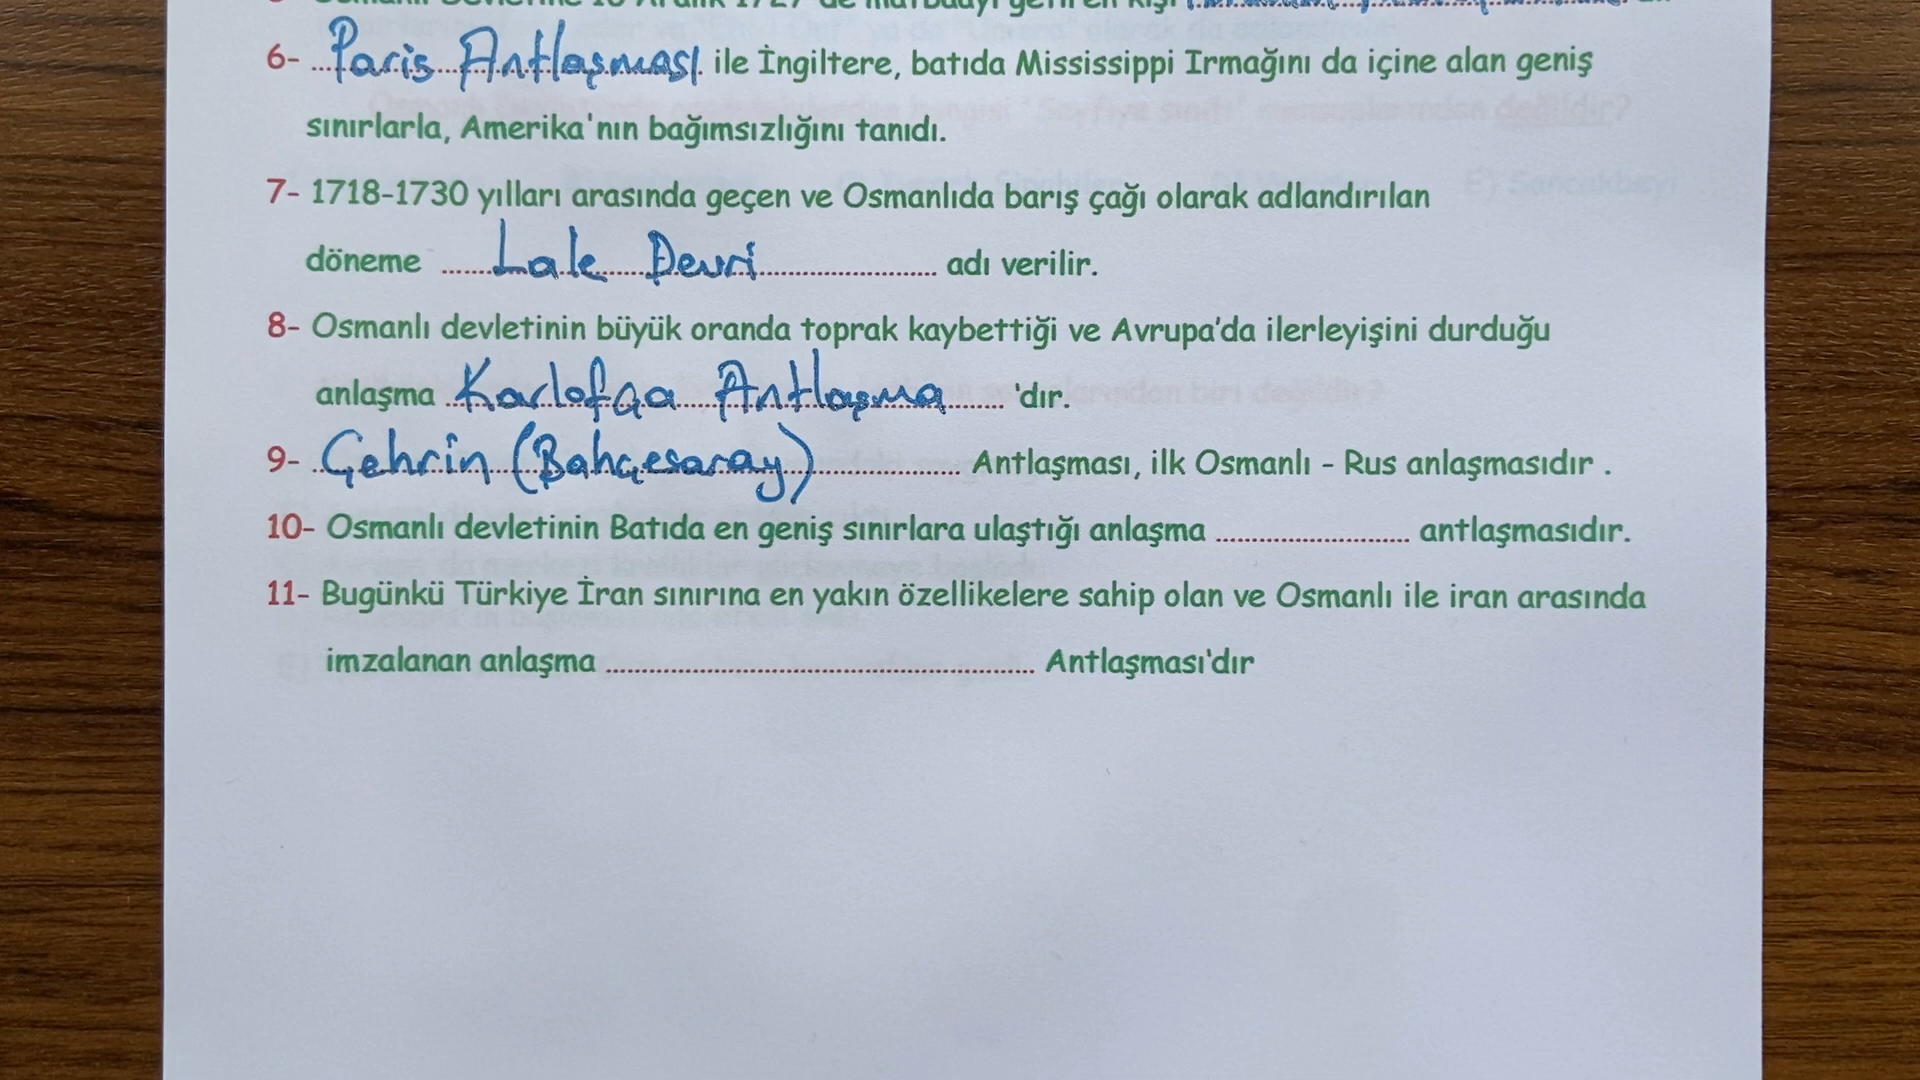 6- Paris Antlaşması ile İngiltere, batıda Mississippi Irmağını da içine alan geniş
sınırlarla, Amerika'nın bağımsızlığını tanıdı.
7- 1718-1730 yılları arasında geçen ve Osmanlıda barış çağı olarak adlandırılan
döneme ...... Lale Devri ...... adı verilir.
8- Osmanlı devletinin büyük oranda toprak kaybettiği ve Avrupa'da ilerleyişini durduğu
anlaşma Karlofça Antlaşma ...... 'dır.
9- Çehrin (Bahçesaray) ...... Antlaşması, ilk Osmanlı - Rus anlaşmasıdır .
10- Osmanlı devletinin Batıda en geniş sınırlara ulaştığı anlaşma ...... antlaşmasıdır.
11- Bugünkü Türkiye İran sınırına en yakın özellikelere sahip olan ve Osmanlı ile iran arasında
imzalanan anlaşma ...... Antlaşması'dır